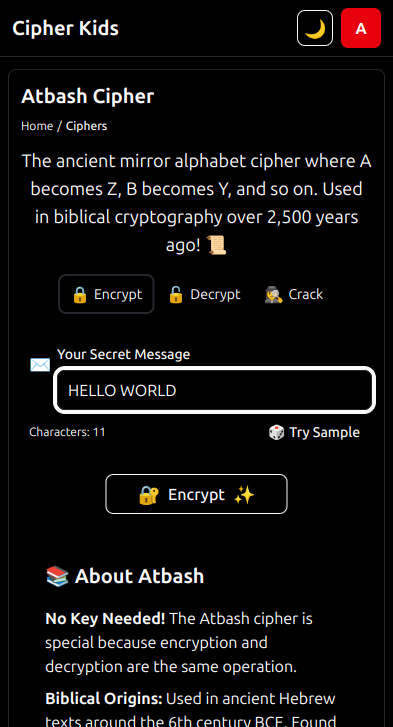 Cipher Kids
A
Atbash Cipher
Home / Ciphers
The ancient mirror alphabet cipher where A
becomes Z, B becomes Y, and so on. Used
in biblical cryptography over 2,500 years
ago! 📜
🔒 Encrypt 🔓 Decrypt 🕵️ Crack
Your Secret Message
HELLO WORLD
Characters: 11 🎲 Try Sample
🔐 Encrypt ✨
📚 About Atbash
No Key Needed! The Atbash cipher is
special because encryption and
decryption are the same operation.
Biblical Origins: Used in ancient Hebrew
texts around the 6th century BCE. Found